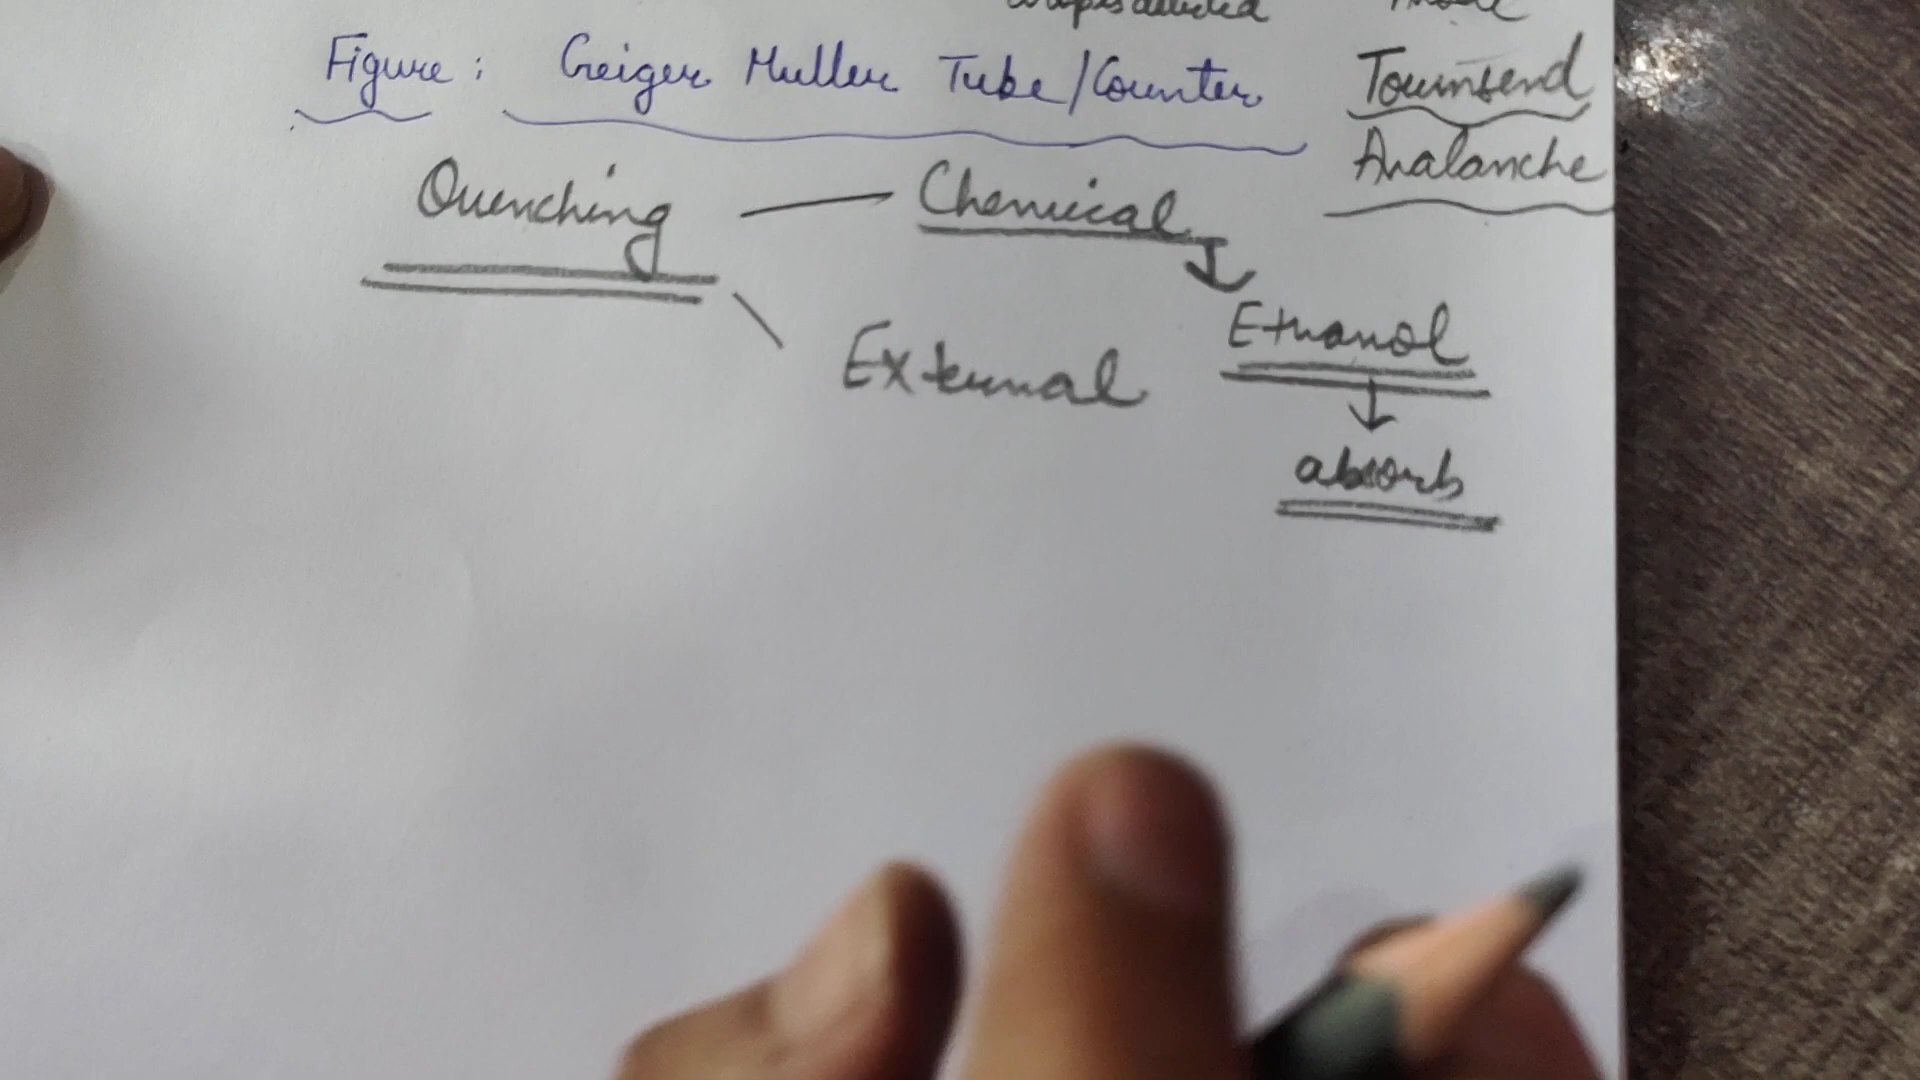 Figure : Geiger Muller Tube/Counter
Townsend
Avalanche
Quenching — Chemical
Ethanol
External
absorb